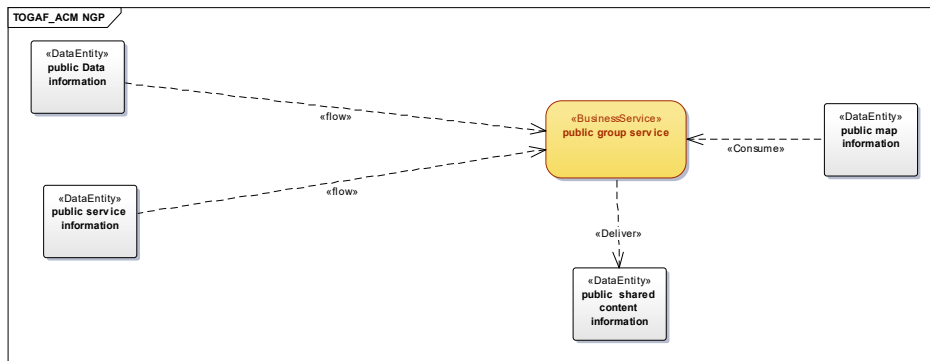 TOGAF_ACM NGP
«DataEntity»
public Data
information
«flow»
«BusinessService»
public group service
«DataEntity»
public map
information
«Consume»
«flow»
«DataEntity»
public service
information
«Deliver»
«DataEntity»
public shared
content
information